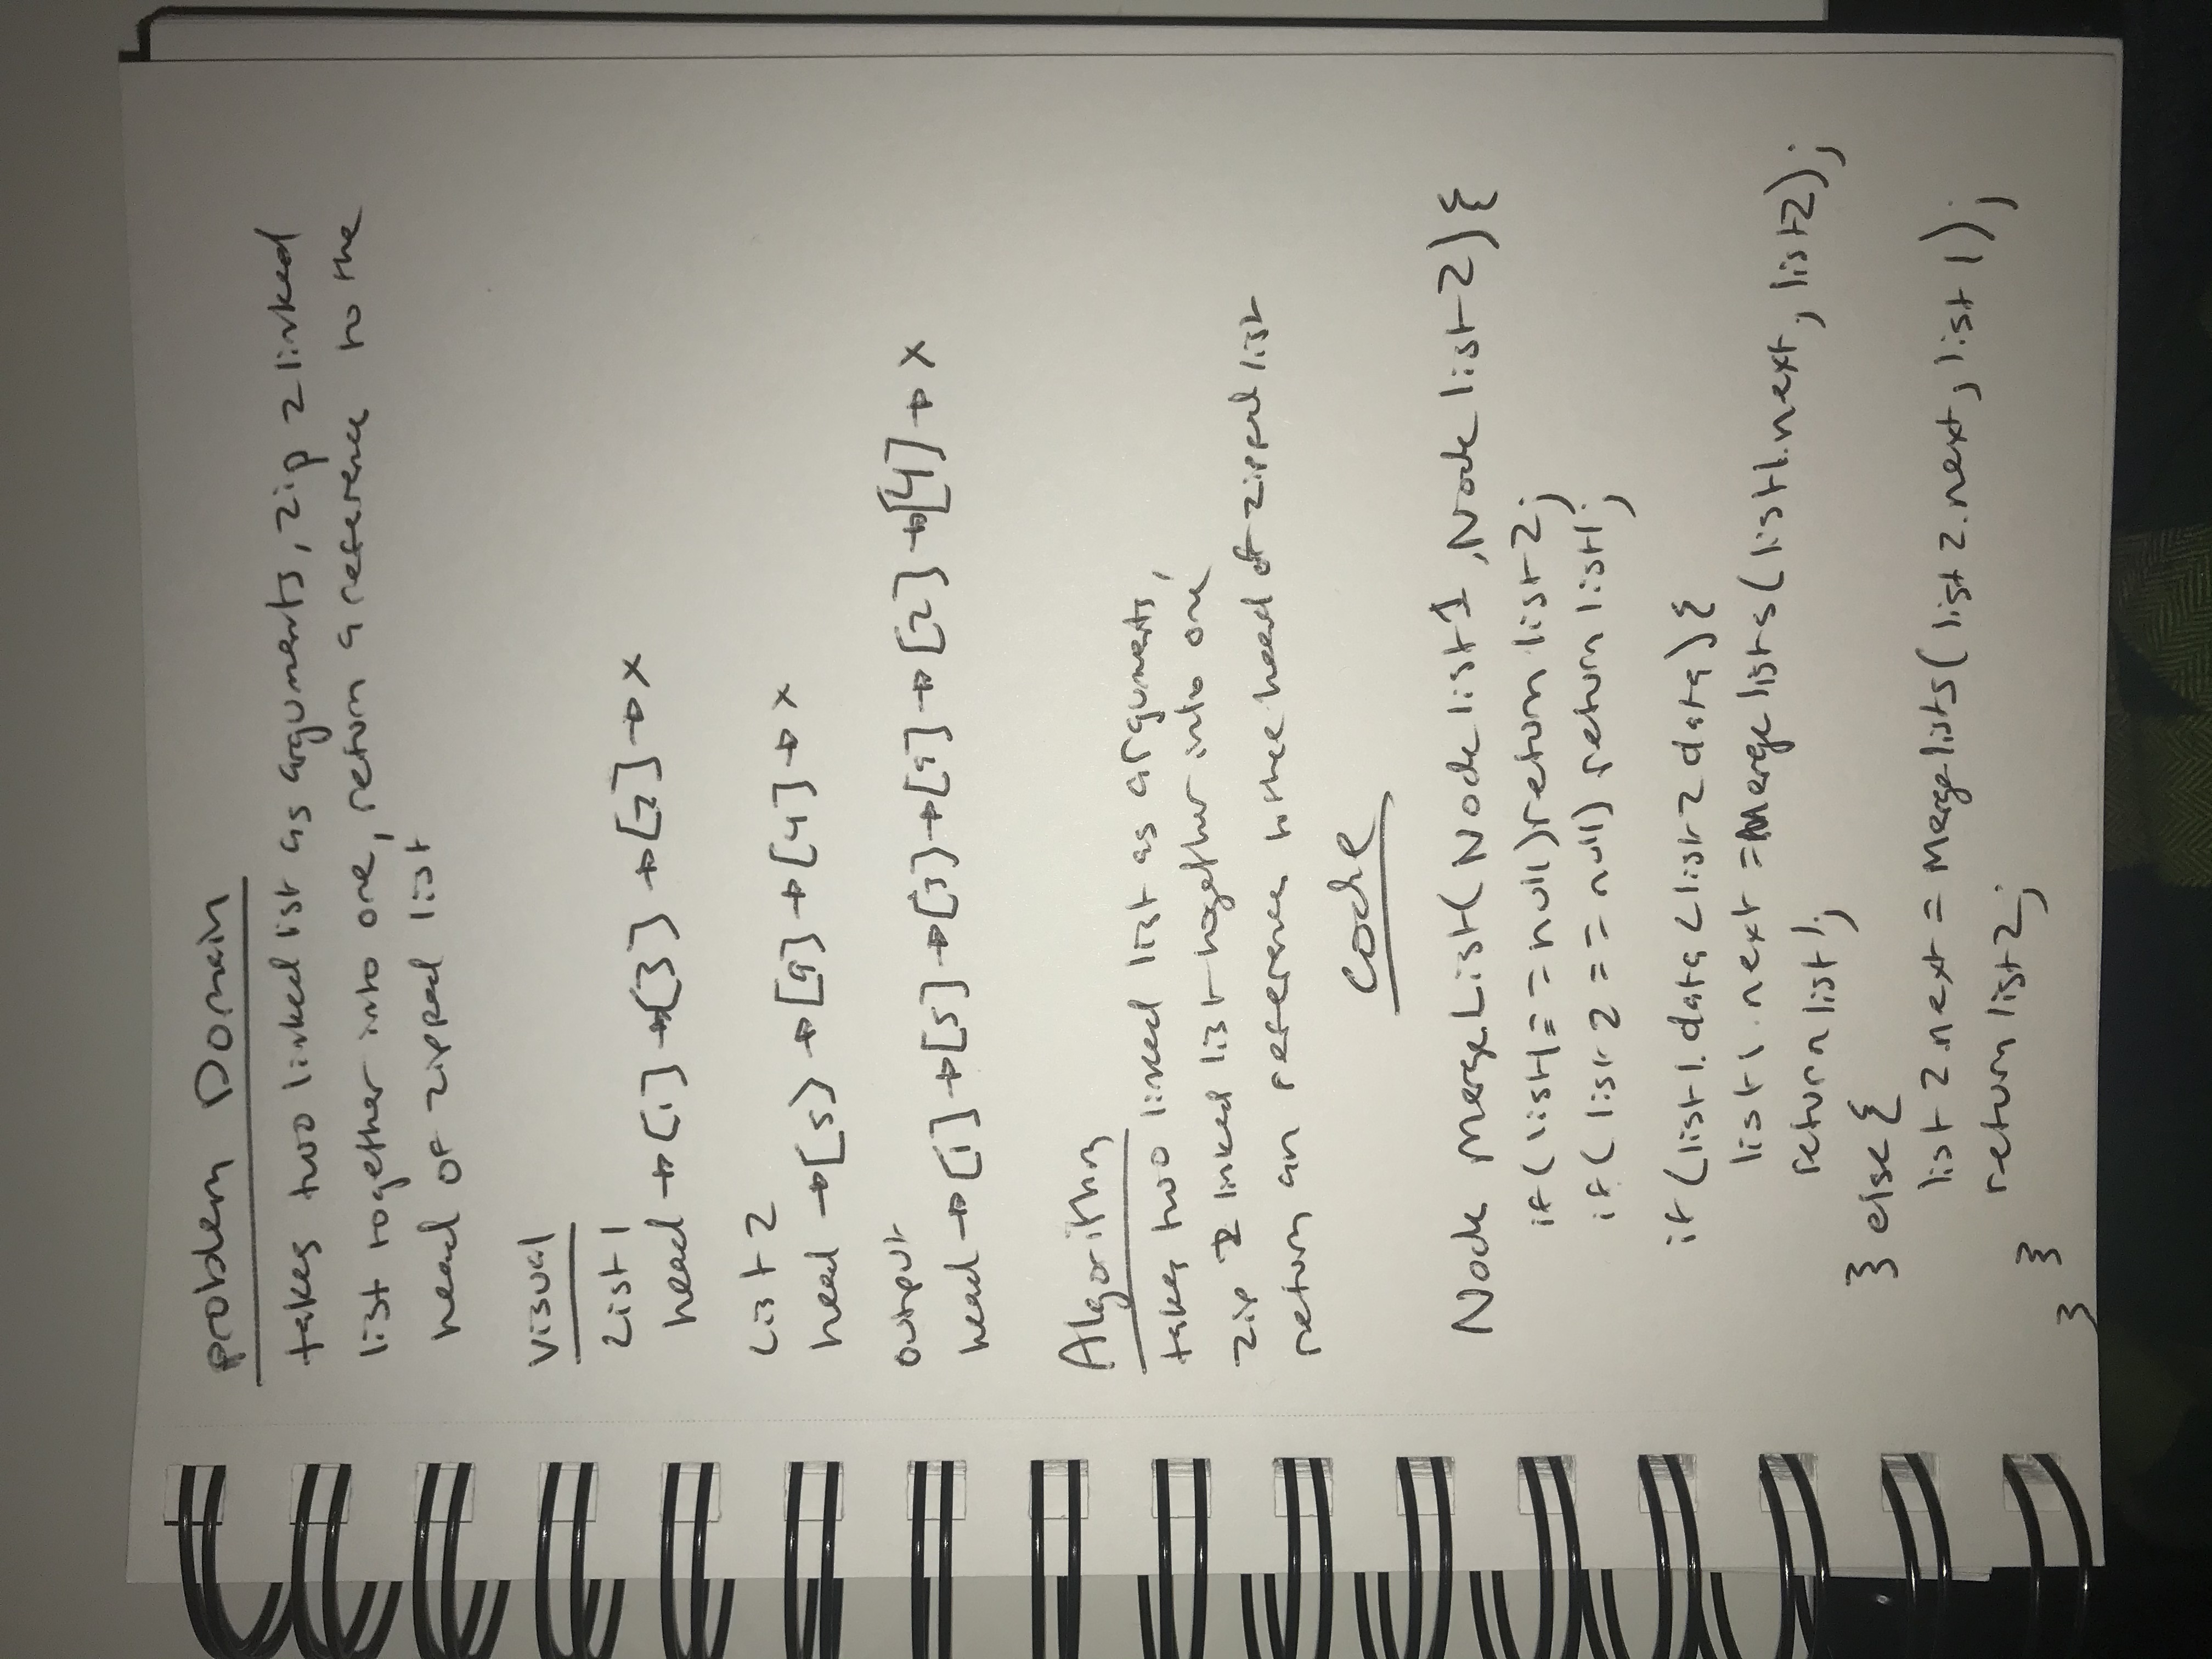 problem Domain
takes two linked list as arguments, zip 2 linked
list together into one, return a reference to the
head of zipped list
Visual
List 1
head → [1] → [3] → [2] → x
List 2
head → [5] → [9] → [4] → x
output
head → [1] → [5] → [3] → [9] → [2] → [4] → x
Algorithm
takes two linked list as arguments,
zip 2 linked list together into one
return an reference to thee head of zipped list
code
Node mergeList(Node list1, Node list2){
if(list1 == null)return list2;
if(list2 == null) return list1;
if(list1.data < list2 data){
list1.next = Mergelists(list1.next, list2);
return list1;
} else {
list2.next = Mergelists(list2.next, list1);
return list2;
}
}